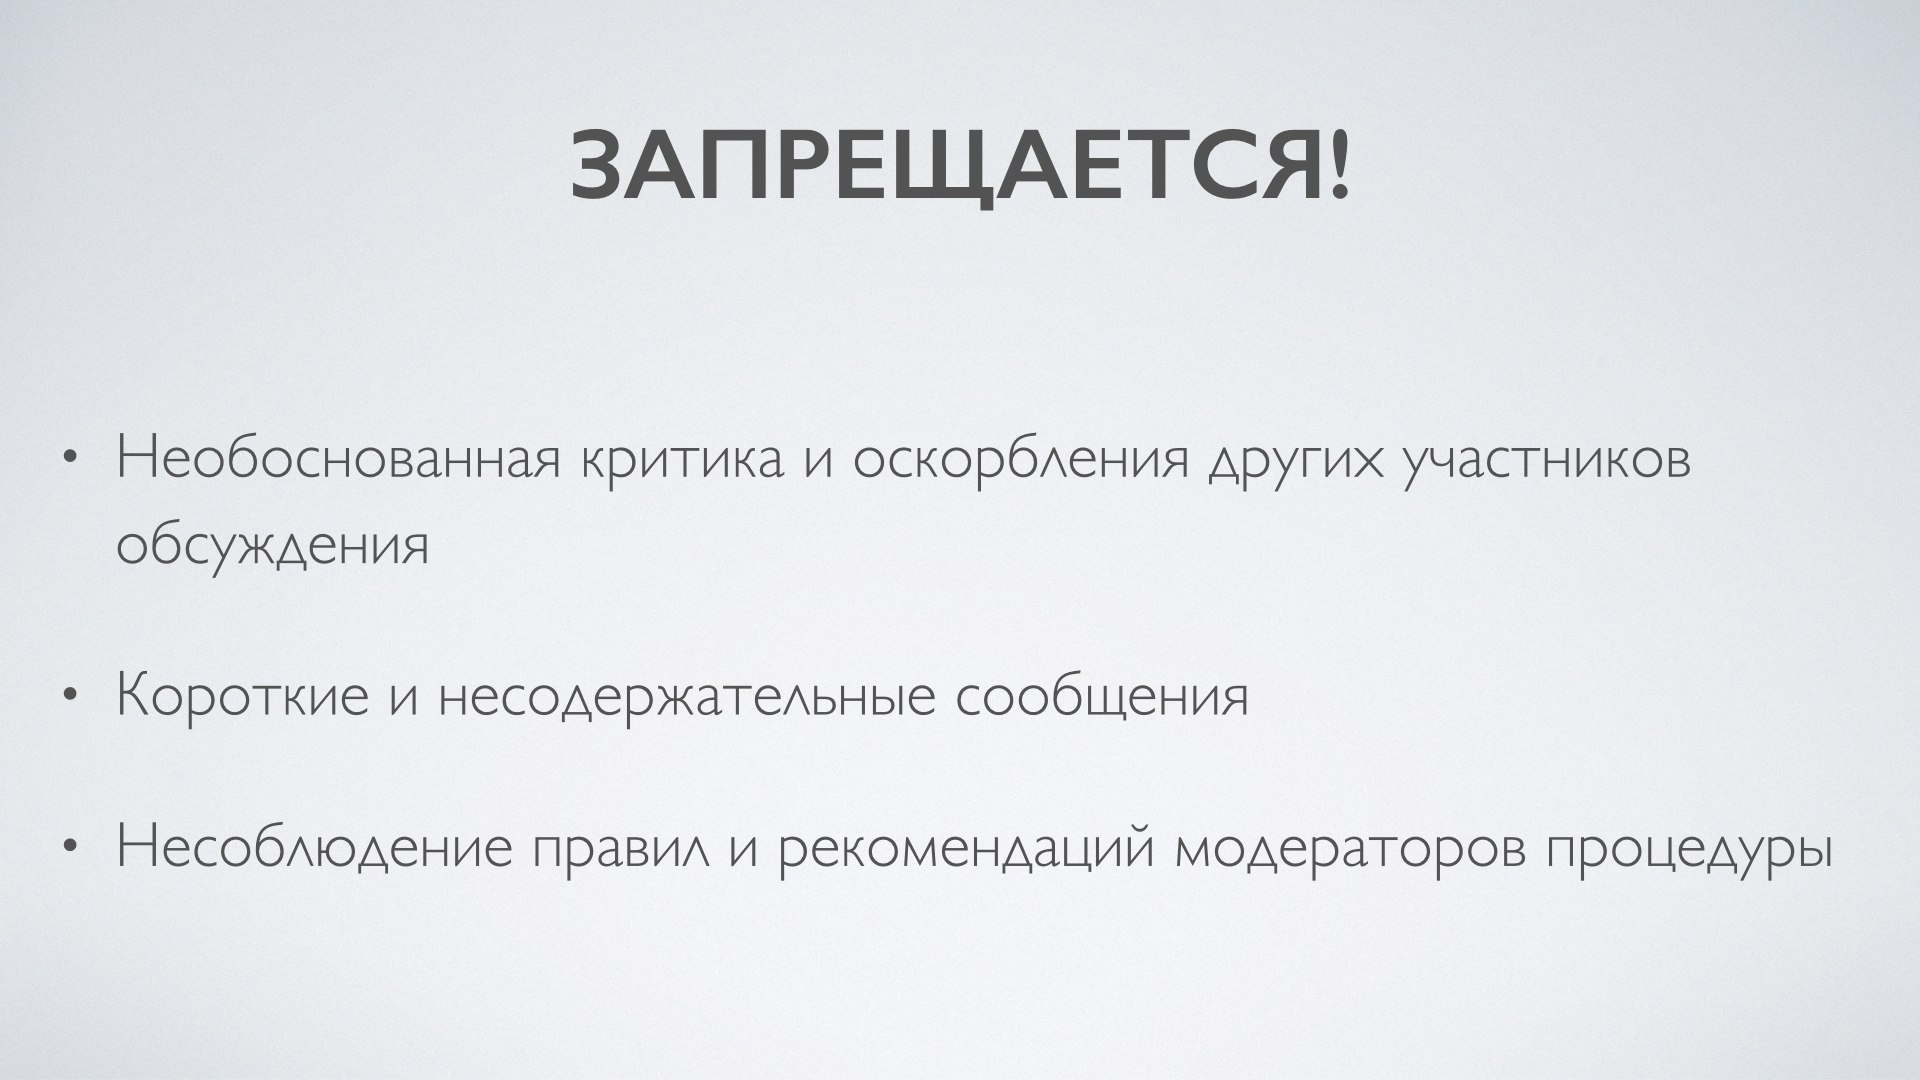 ЗАПРЕЩАЕТСЯ!
• Необоснованная критика и оскорбления других участников
обсуждения
• Короткие и несодержательные сообщения
• Несоблюдение правил и рекомендаций модераторов процедуры